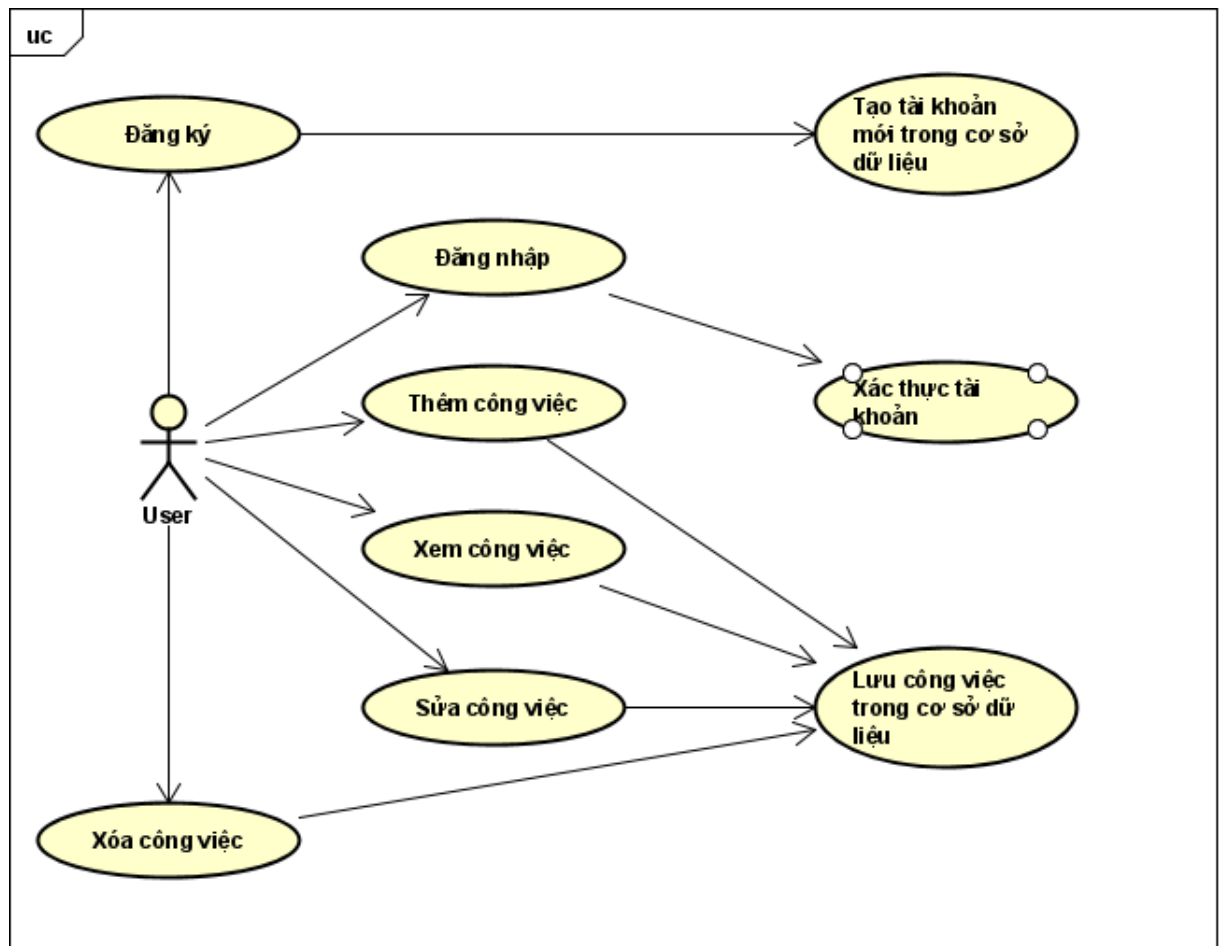 uc
Đăng ký
Tạo tài khoản
mới trong cơ sở
dữ liệu
Đăng nhập
Thêm công việc
Xác thực tài
khoản
User
Xem công việc
Sửa công việc
Lưu công việc
trong cơ sở dữ
liệu
Xóa công việc